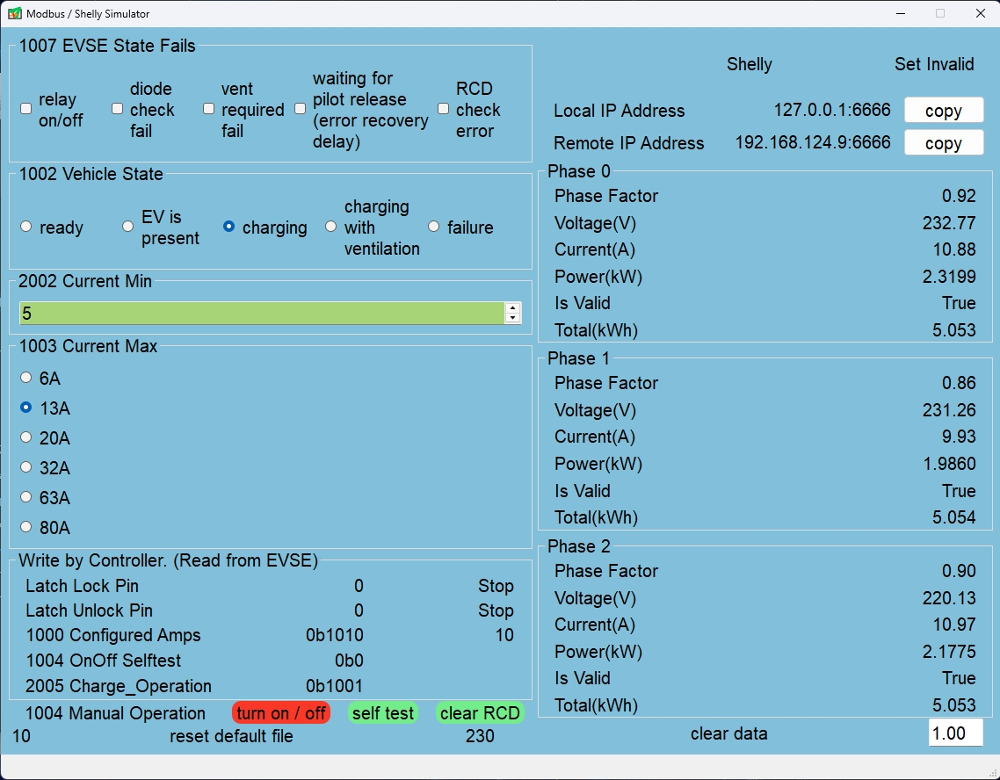 Modbus / Shelly Simulator
1007 EVSE State Fails
relay
on/off
diode
check
fail
vent
required
fail
waiting for
pilot release
(error recovery
delay)
RCD
check
error
1002 Vehicle State
ready
EV is
present
charging
charging
with
ventilation
failure
2002 Current Min
5
1003 Current Max
6A
13A
20A
32A
63A
80A
Write by Controller. (Read from EVSE)
Latch Lock Pin 0 Stop
Latch Unlock Pin 0 Stop
1000 Configured Amps 0b1010 10
1004 OnOff Selftest 0b0
2005 Charge_Operation 0b1001
1004 Manual Operation turn on / off self test clear RCD
10 reset default file 230
Shelly Set Invalid
Local IP Address 127.0.0.1:6666 copy
Remote IP Address 192.168.124.9:6666 copy
Phase 0
Phase Factor 0.92
Voltage(V) 232.77
Current(A) 10.88
Power(kW) 2.3199
Is Valid True
Total(kWh) 5.053
Phase 1
Phase Factor 0.86
Voltage(V) 231.26
Current(A) 9.93
Power(kW) 1.9860
Is Valid True
Total(kWh) 5.054
Phase 2
Phase Factor 0.90
Voltage(V) 220.13
Current(A) 10.97
Power(kW) 2.1775
Is Valid True
Total(kWh) 5.053
clear data 1.00